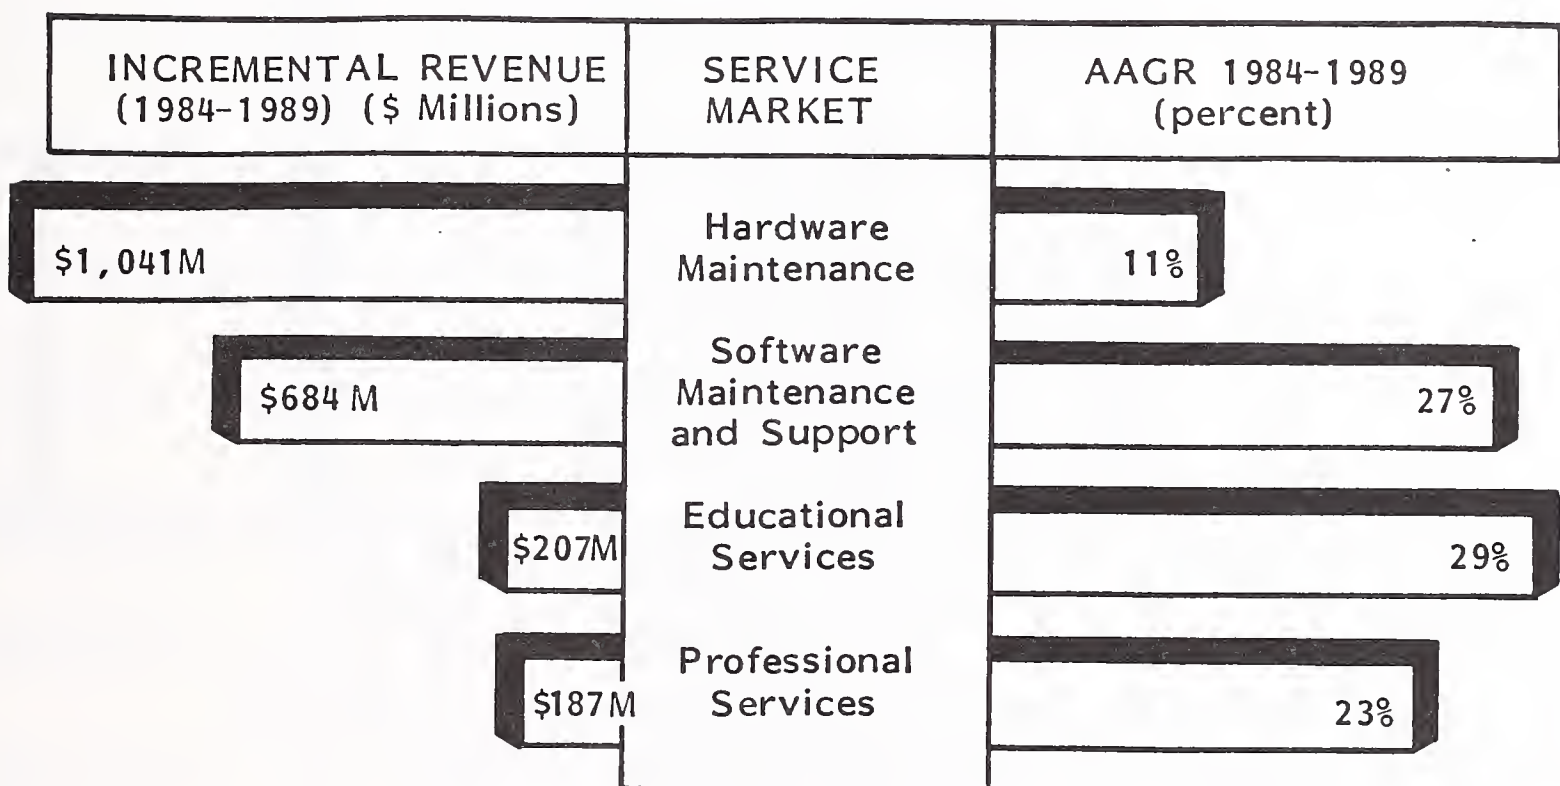 INCREMENTAL REVENUE
(1984-1989) ($ Millions)
SERVICE
MARKET
AAGR 1984-1989
(percent)
$1,041M
Hardware
Maintenance
11%
$684 M
Software
Maintenance
and Support
27%
$207M
Educational
Services
29%
$187M
Professional
Services
23%